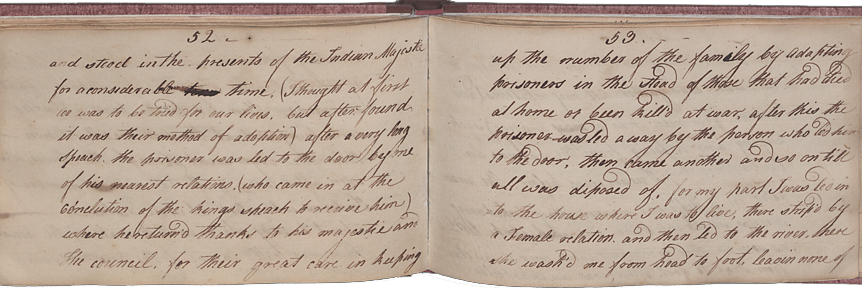 52
and stood in the presents of the Indian Majestie
for a considerable time, (I thought at first
we was to be tried for our lives, but after found
it was their method of adoption) after a very long
speach, the prisoner was led to the door, by one
of his nearest relations, (who came in at the
Conclution of the kings speach to receive him)
where he return'd thanks to his majestie and
the council, for their great care in keeping
53
up the number of the family by adopting
prisoners in the stead of those that had died
at home or been kill'd at war, after this the
prisoner was led away by the person who led him
to the door, then came another and so on till
all was disposed of, for my part I was led in
to the house where I was to live, there strip'd by
a Female relation and then led to the river, there
she wash'd me from head to foot, leavin none of